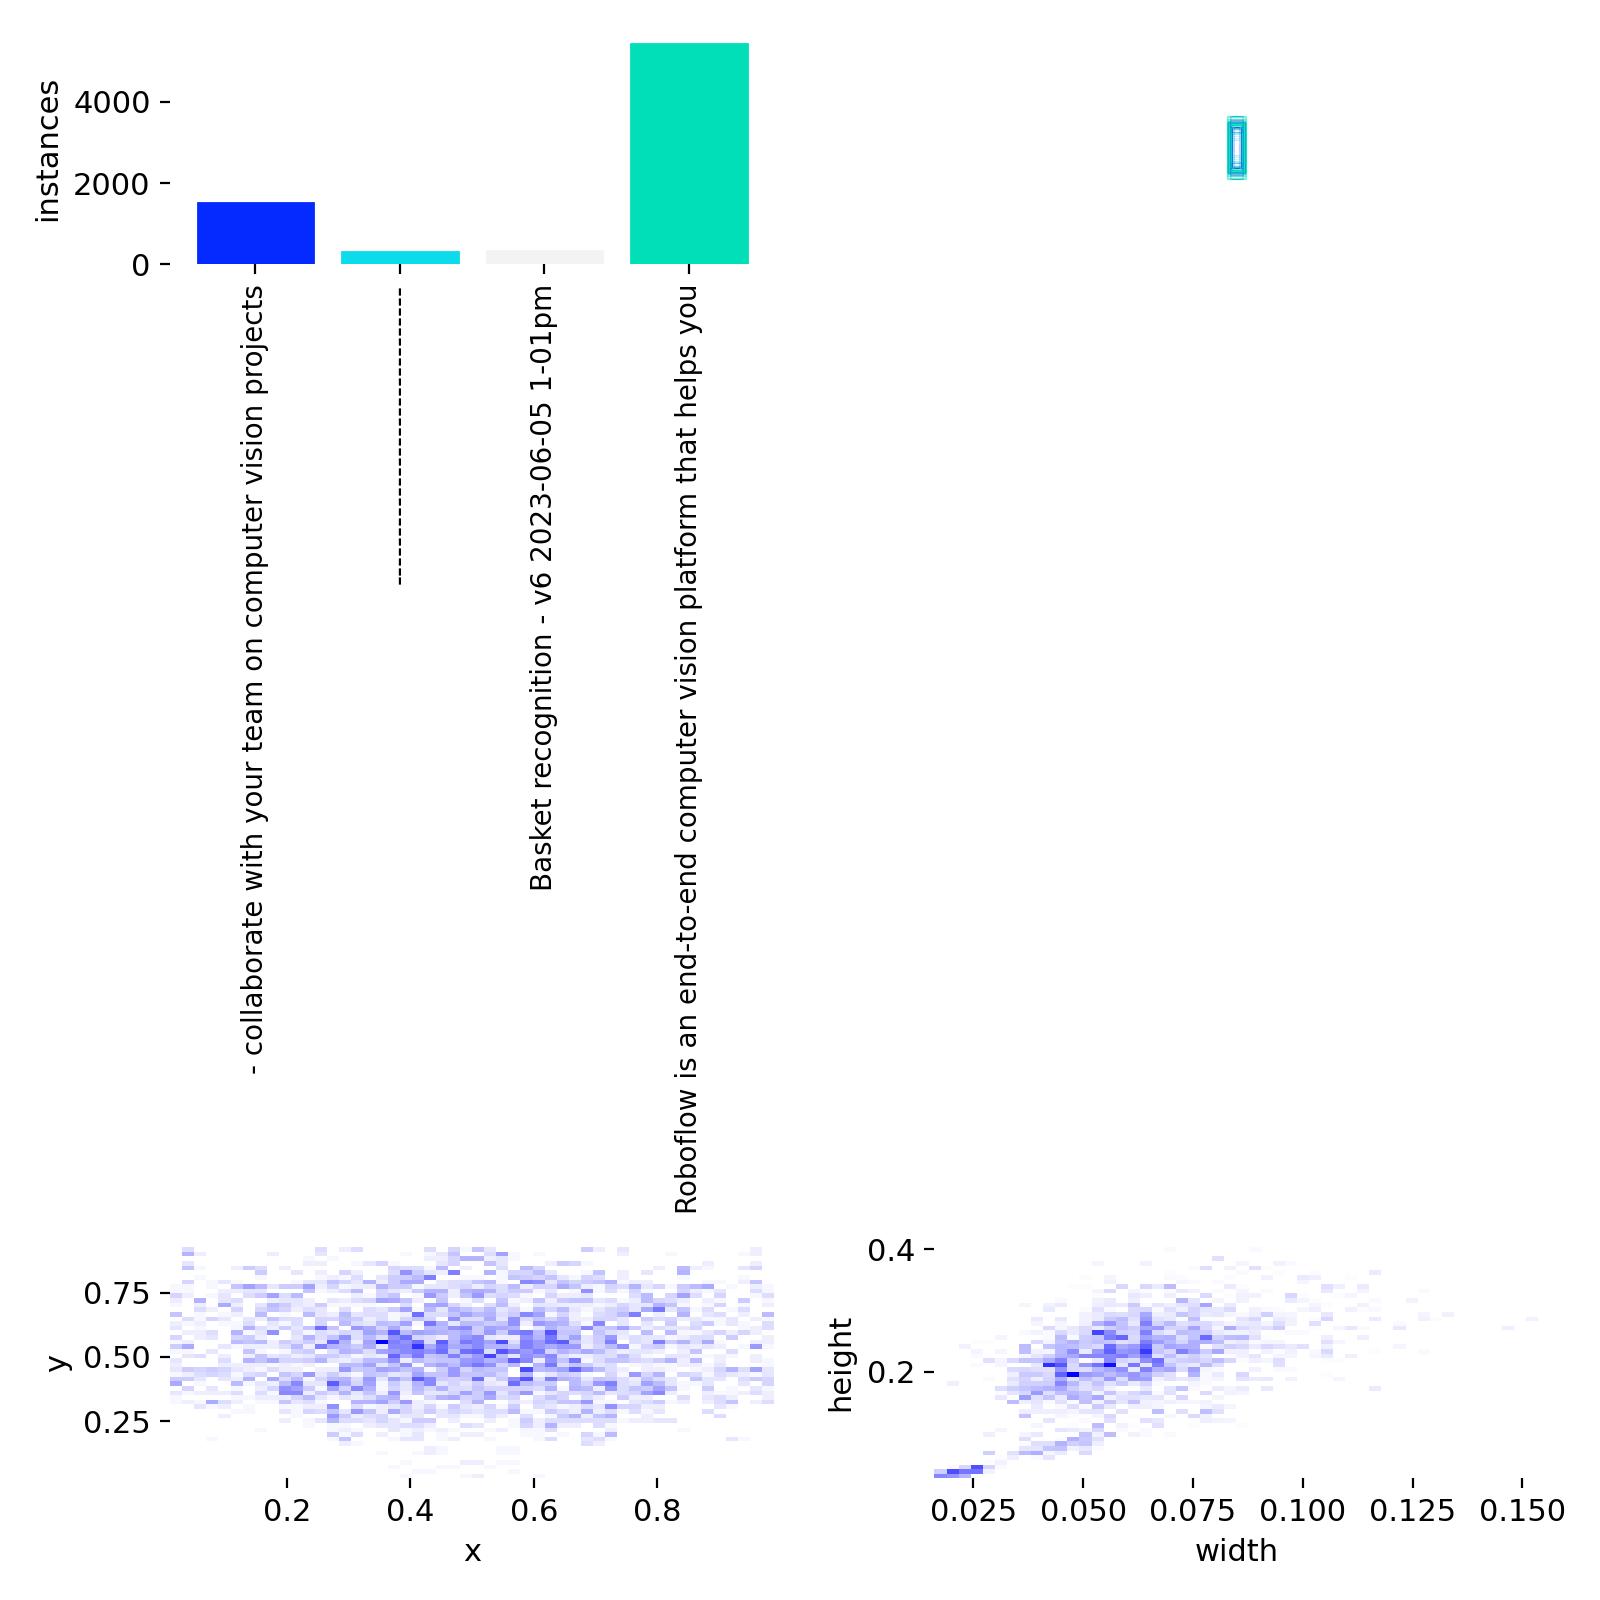 instances
4000
2000
0
- collaborate with your team on computer vision projects
------------------------------
Basket recognition - v6 2023-06-05 1-01pm
Roboflow is an end-to-end computer vision platform that helps you
y
0.75
0.50
0.25
0.2 0.4 0.6 0.8
x
height
0.4
0.2
0.025 0.050 0.075 0.100 0.125 0.150
width